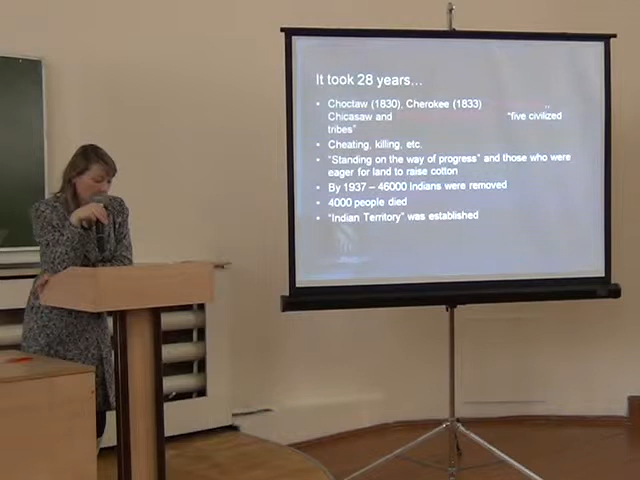 It took 28 years...
• Choctaw (1830), Cherokee (1833)
Chicasaw and "five civilized
tribes"
• Cheating, killing, etc.
• "Standing on the way of progress" and those who were
eager for land to raise cotton
• By 1937 – 46000 Indians were removed
• 4000 people died
• "Indian Territory" was established